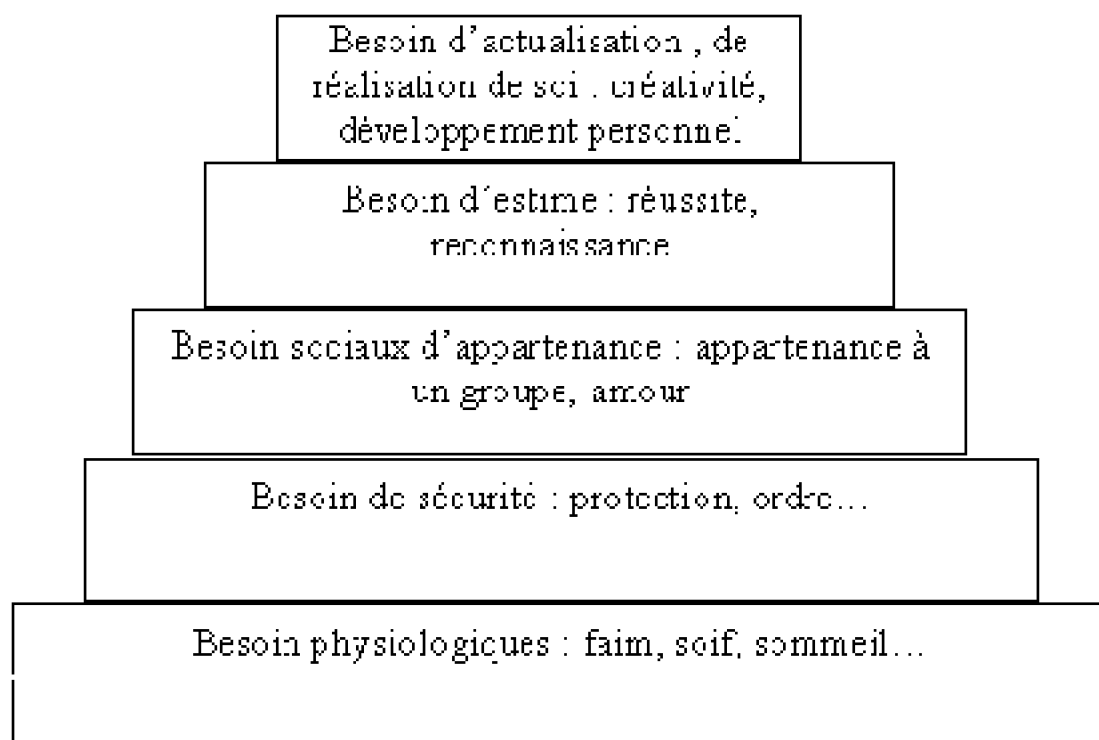 Besoin d'actualisation , de
réalisation de soi : créativité,
développement personnel
Besoin d'estime : réussite,
reconnaissance
Besoin sociaux d'appartenance : appartenance à
un groupe, amour
Besoin de sécurité : protection, ordre...
Besoin physiologiques : faim, soif, sommeil...